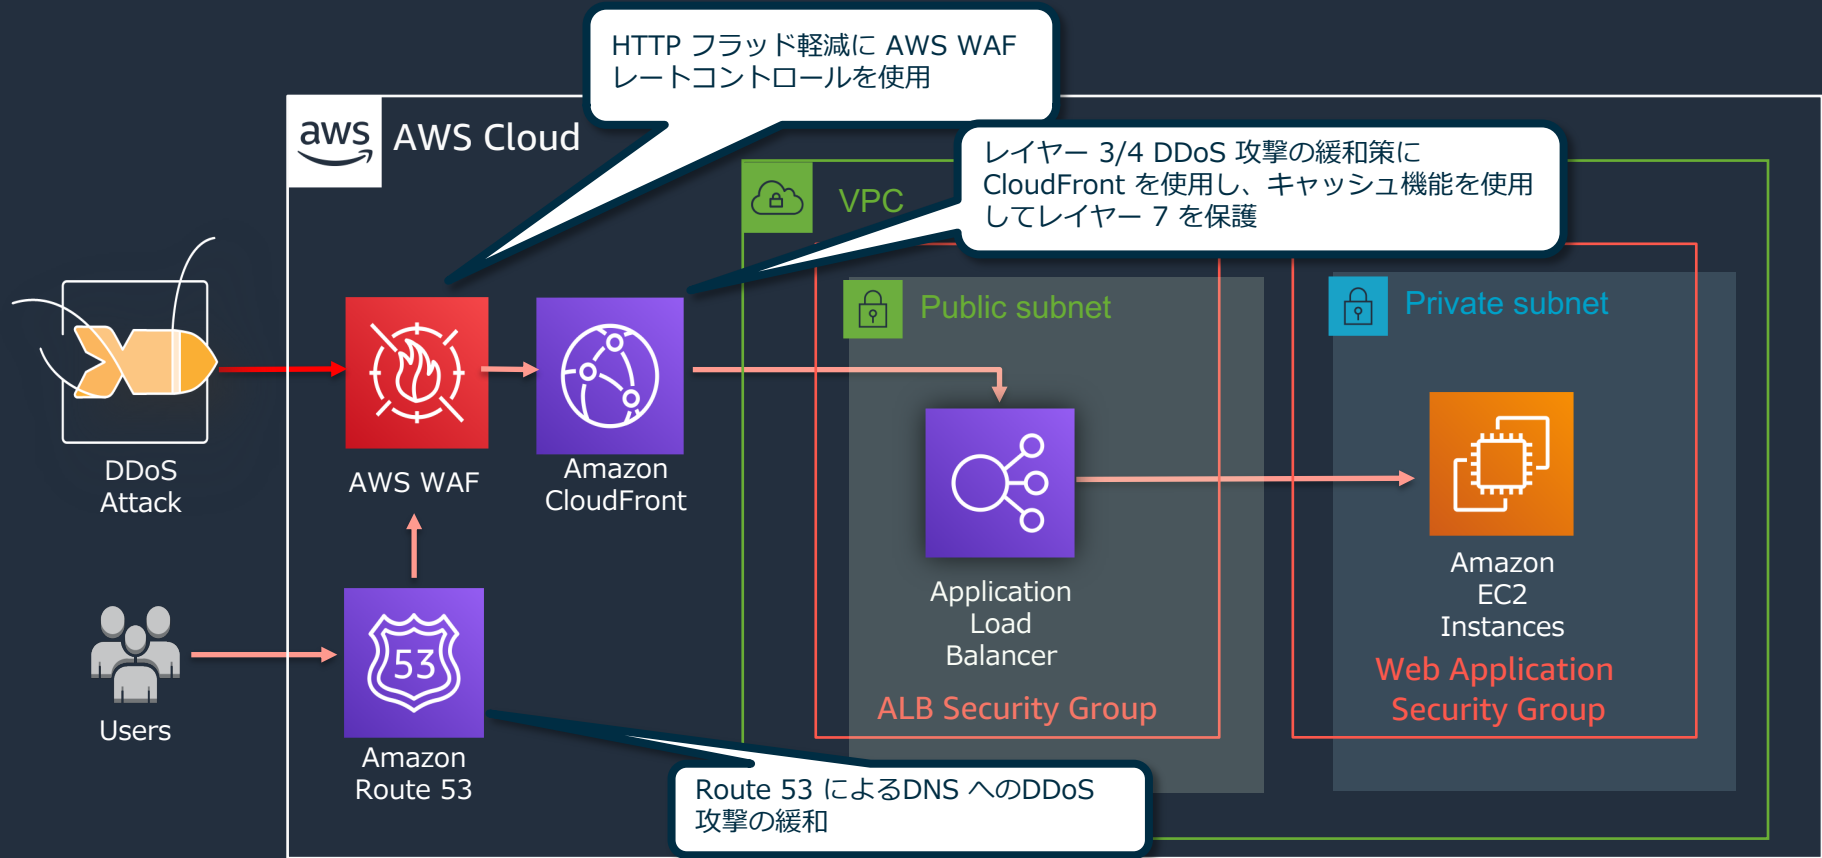 HTTP フラッド軽減に AWS WAF
レートコントロールを使用
aws
AWS Cloud
レイヤー 3/4 DDoS 攻撃の緩和策に
CloudFront を使用し、キャッシュ機能を使用
してレイヤー 7 を保護
VPC
Public subnet
Private subnet
DDoS
Attack
AWS WAF
Amazon
CloudFront
Application
Load
Balancer
ALB Security Group
Amazon
EC2
Instances
Web Application
Security Group
Users
53
Amazon
Route 53
Route 53 によるDNS へのDDoS
攻撃の緩和